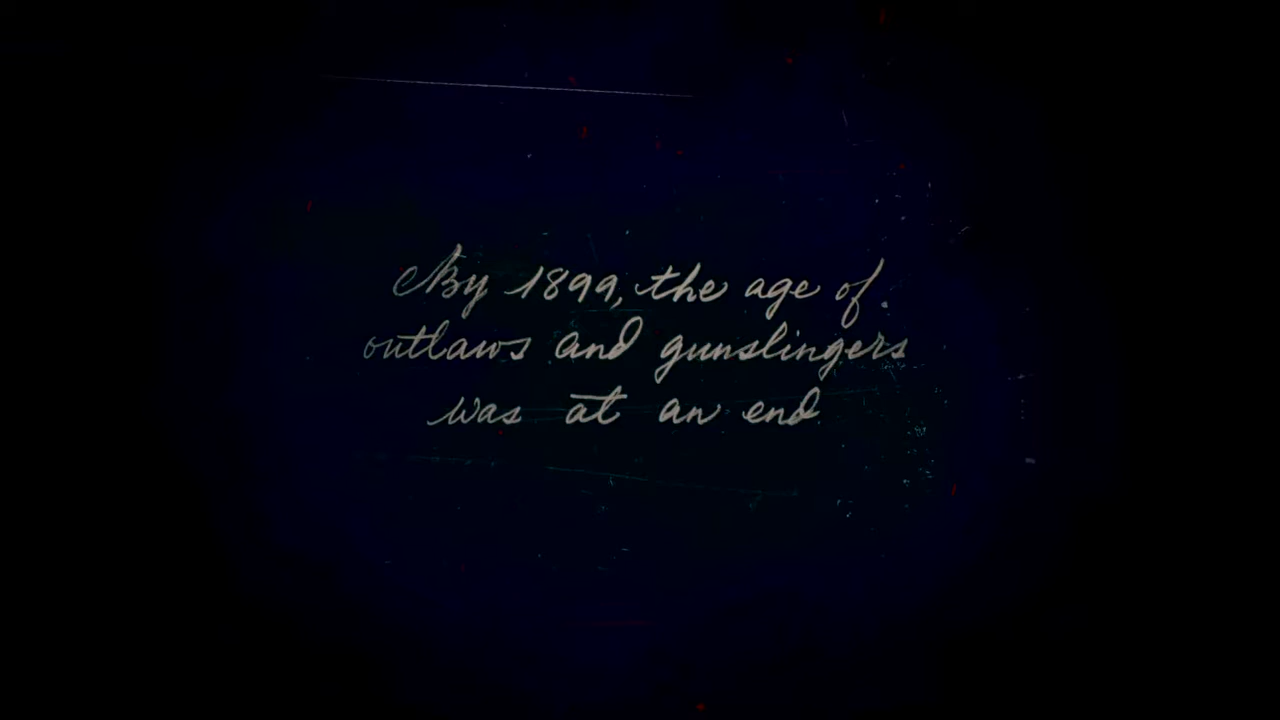 By 1899, the age of
outlaws and gunslingers
was at an end